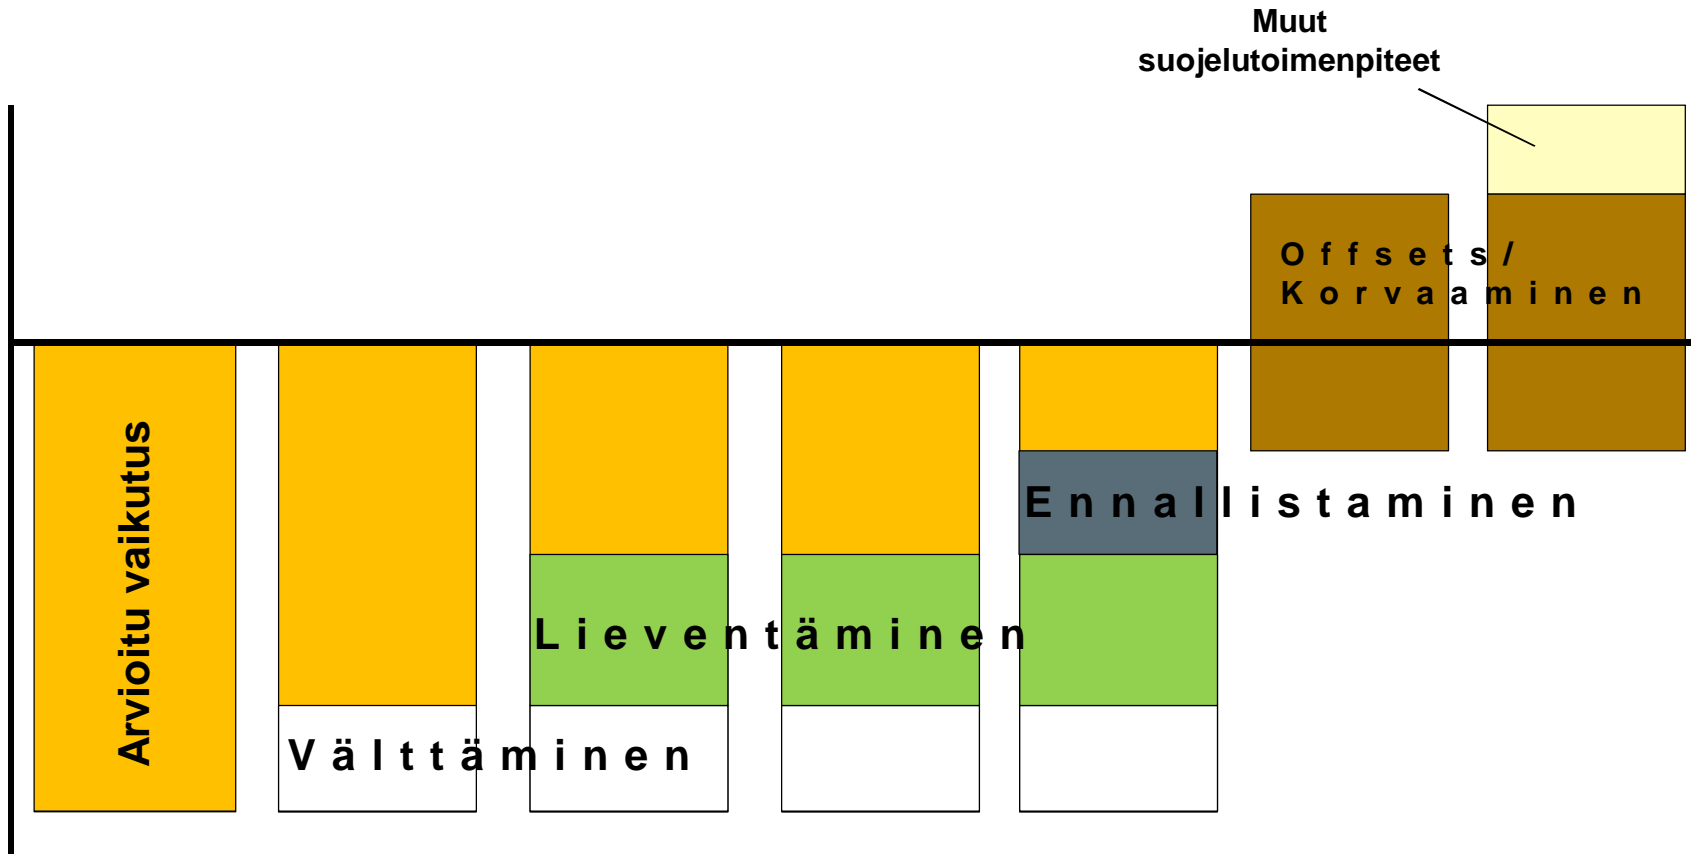 Muut
suojelutoimenpiteet
Offsets/
Korvaaminen
Arvioitu vaikutus
Ennallistaminen
Lieventäminen
Välttäminen